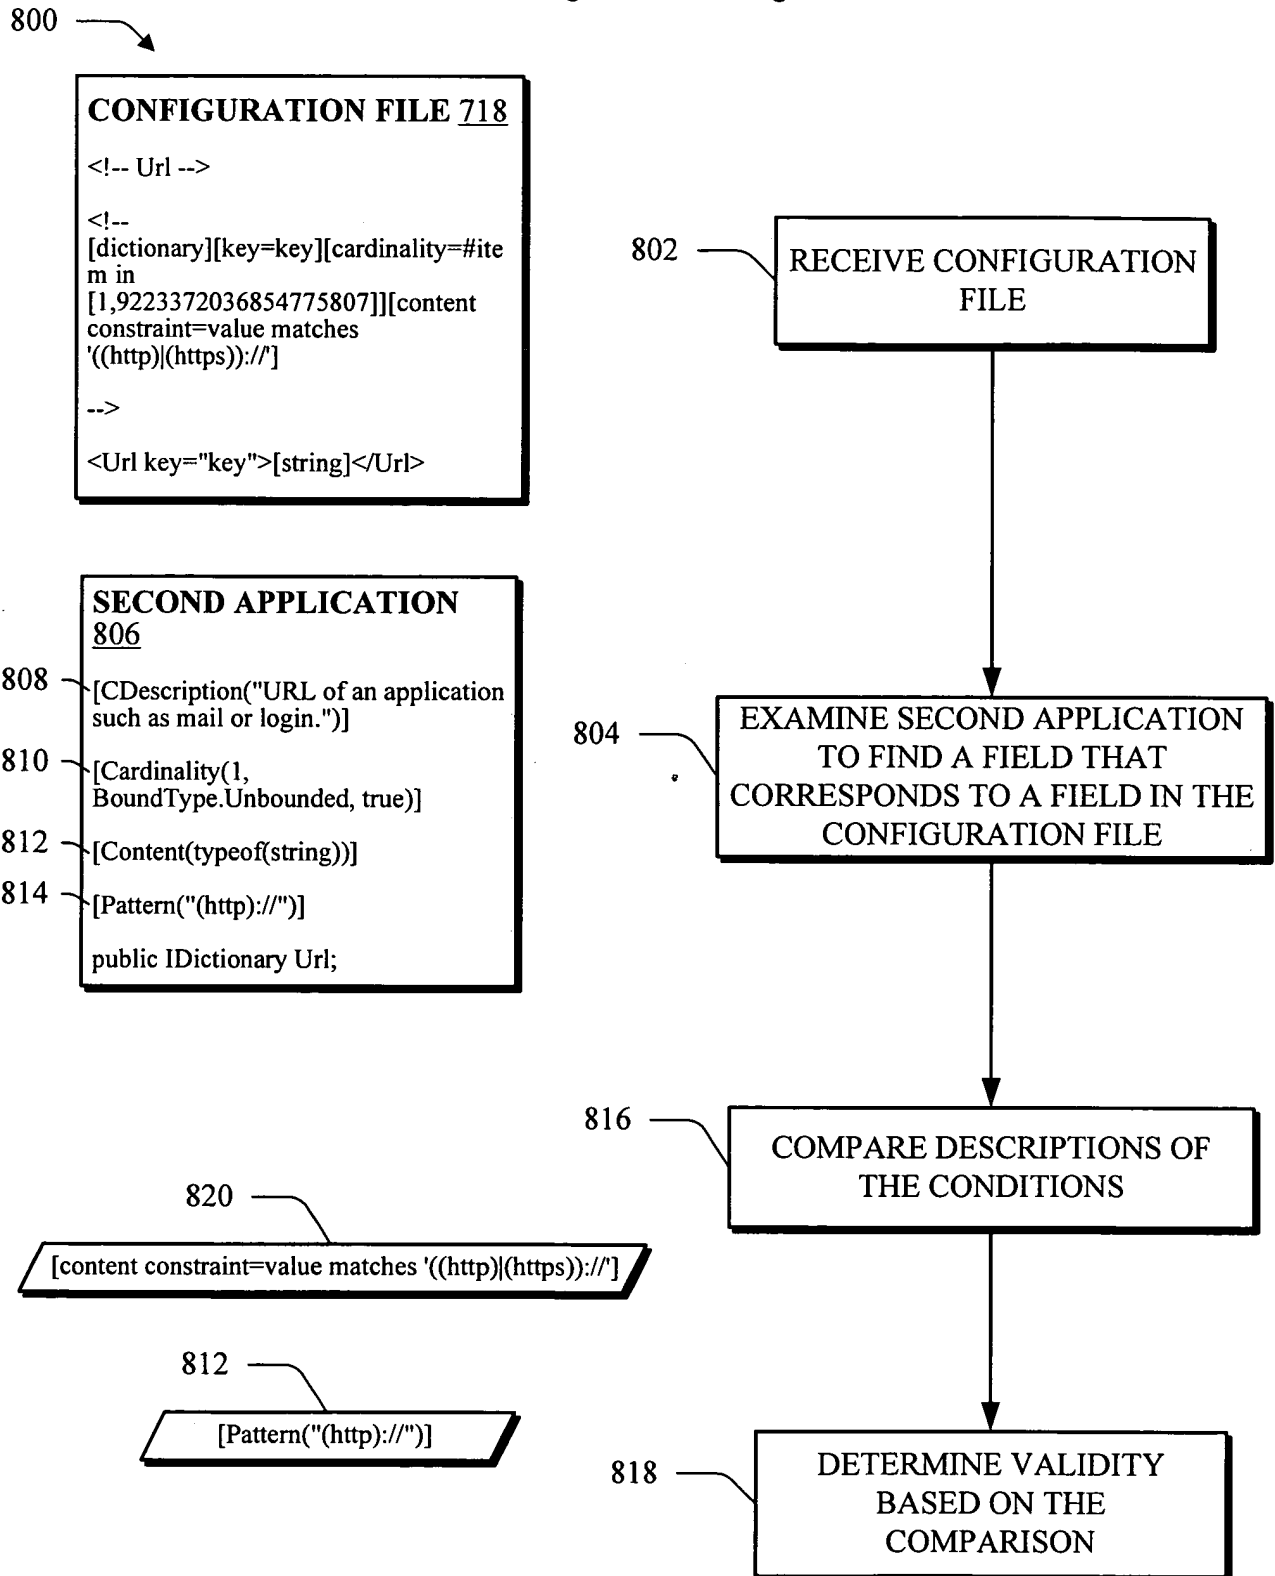 800
CONFIGURATION FILE 718
<!-- Url -->
<!--
[dictionary][key=key][cardinality=#ite
m in
[1,9223372036854775807]][content
constraint=value matches
'((http)|(https))://']
-->
<Url key="key">[string]</Url>
802
RECEIVE CONFIGURATION
FILE
SECOND APPLICATION
806
808
[CDescription("URL of an application
such as mail or login.")]
810
[Cardinality(1,
BoundType.Unbounded, true)]
812
[Content(typeof(string))]
814
[Pattern("(http)://")]
public IDictionary Url;
804
EXAMINE SECOND APPLICATION
TO FIND A FIELD THAT
CORRESPONDS TO A FIELD IN THE
CONFIGURATION FILE
816
COMPARE DESCRIPTIONS OF
THE CONDITIONS
820
[content constraint=value matches '((http)|(https))://']
812
[Pattern("(http)://")]
818
DETERMINE VALIDITY
BASED ON THE
COMPARISON